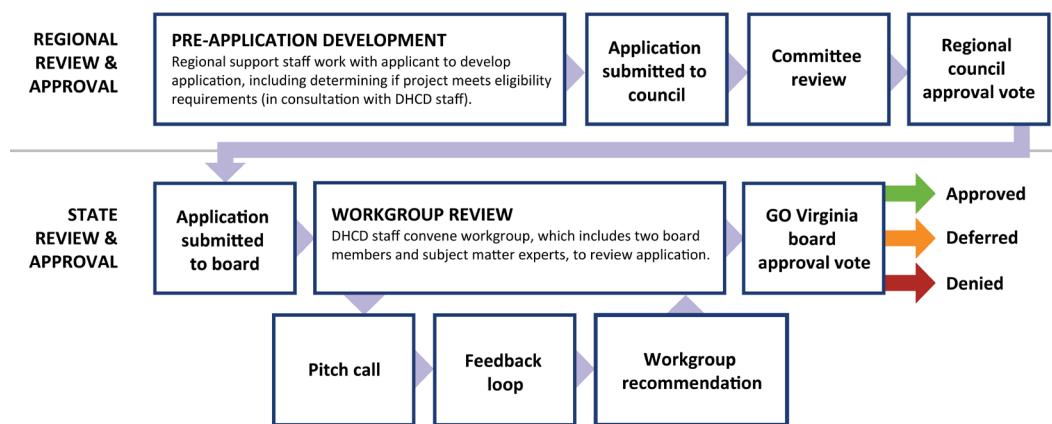 REGIONAL
REVIEW &
APPROVAL
PRE-APPLICATION DEVELOPMENT
Regional support staff work with applicant to develop
application, including determining if project meets eligibility
requirements (in consultation with DHCD staff).
Application
submitted to
council
Committee
review
Regional
council
approval vote
STATE
REVIEW &
APPROVAL
Application
submitted
to board
WORKGROUP REVIEW
DHCD staff convene workgroup, which includes two board
members and subject matter experts, to review application.
GO Virginia
board
approval vote
Approved
Deferred
Denied
Pitch call
Feedback
loop
Workgroup
recommendation